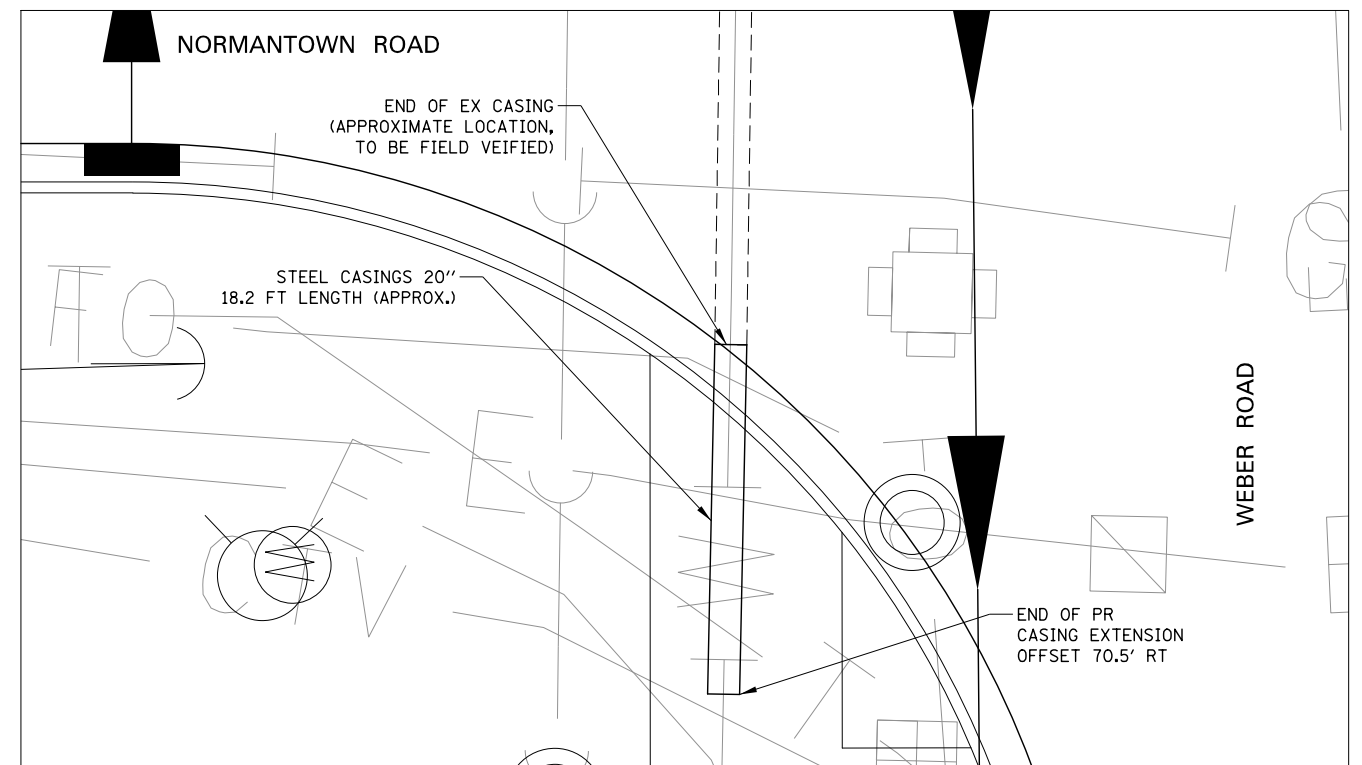 NORMANTOWN ROAD
END OF EX CASING
(APPROXIMATE LOCATION,
TO BE FIELD VEIFIED)
STEEL CASINGS 20"
18.2 FT LENGTH (APPROX.)
WEBER ROAD
END OF PR
CASING EXTENSION
OFFSET 70.5' RT